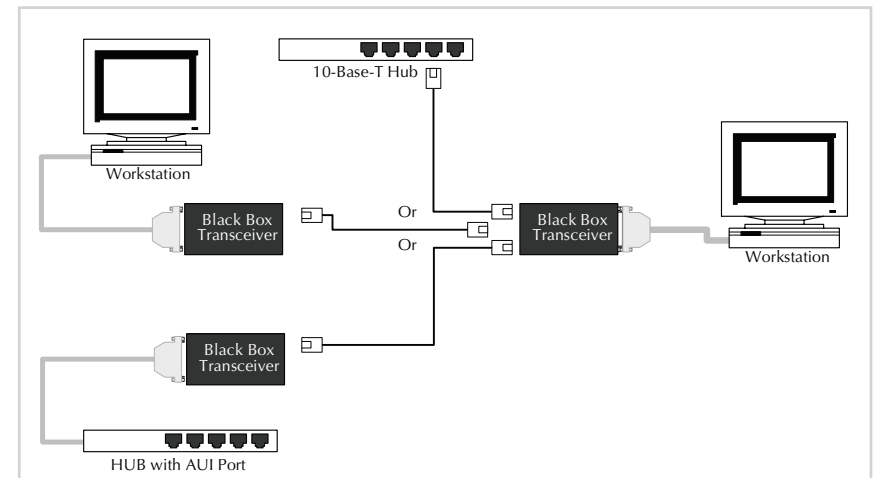 10-Base-T Hub
Workstation
Black Box
Transceiver
Or
Or
Black Box
Transceiver
Workstation
Black Box
Transceiver
HUB with AUI Port